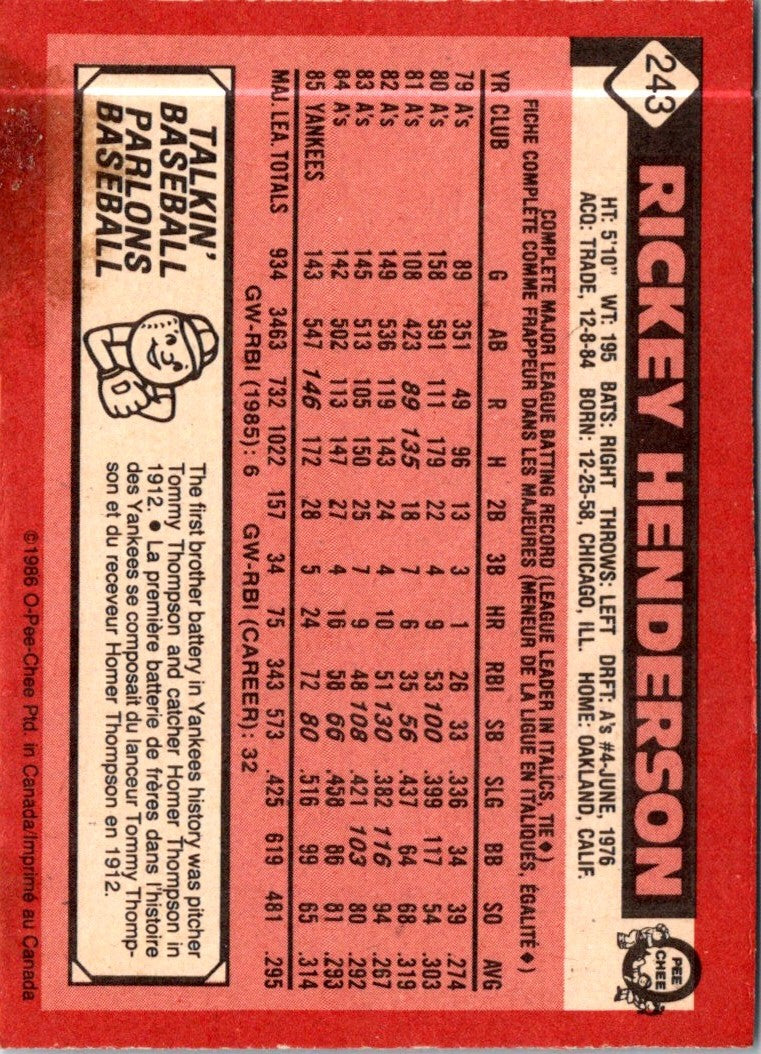 243
RICKEY HENDERSON
O PEE CHEE
HT: 5'10" WT: 195 BATS: RIGHT THROWS: LEFT DRFT: A's #4-JUNE, 1976
ACQ: TRADE, 12-8-84 BORN: 12-25-58, CHICAGO, ILL. HOME: OAKLAND, CALIF.
COMPLETE MAJOR LEAGUE BATTING RECORD (LEAGUE LEADER IN ITALICS, TIE ♦)
FICHE COMPLÈTE COMME FRAPPEUR DANS LES MAJEURES (MENEUR DE LA LIGUE EN ITALIQUES, ÉGALITÉ ♦)
YR CLUB G AB R H 2B 3B HR RBI SB SLG BB SO AVG
79 A's 89 351 49 96 13 3 1 26 33 .336 34 39 .274
80 A's 158 591 111 179 22 4 9 53 100 .399 117 54 .303
81 A's 108 423 89 135 18 7 6 35 56 .437 64 68 .319
82 A's 149 536 119 143 24 4 10 51 130 .382 116 94 .267
83 A's 145 513 105 150 25 7 9 48 108 .421 103 80 .292
84 A's 142 502 113 147 27 4 16 58 66 .458 86 81 .293
85 YANKEES 143 547 146 172 28 5 24 72 80 .516 99 65 .314
MAJ. LEA. TOTALS 934 3463 732 1022 157 34 75 343 573 .425 619 481 .295
GW-RBI (1985): 6 GW-RBI (CAREER): 32
TALKIN'
BASEBALL
PARLONS
BASEBALL
The first brother battery in Yankees history was pitcher
Tommy Thompson and catcher Homer Thompson in
1912. ● La première batterie de frères dans l'histoire
des Yankees se composait du lanceur Tommy Thomp-
son et du receveur Homer Thompson en 1912.
©1986 O-Pee-Chee Ptd. in Canada/Imprimé au Canada